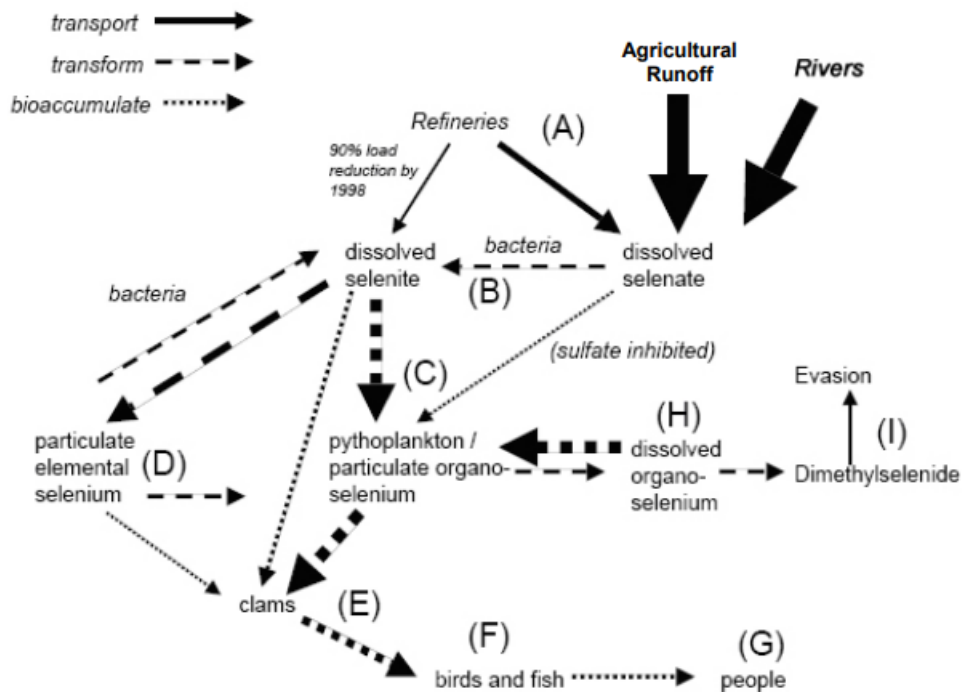 transport
transform
bioaccumulate
Agricultural
Runoff
Rivers
Refineries
(A)
90% load
reduction by
1998
dissolved
selenite
bacteria
(B)
dissolved
selenate
bacteria
(sulfate inhibited)
(C)
Evasion
(I)
Dimethylselenide
particulate
elemental
selenium
(D)
pythoplankton /
particulate organo-
selenium
(H)
dissolved
organo-
selenium
clams
(E)
(F)
birds and fish
(G)
people